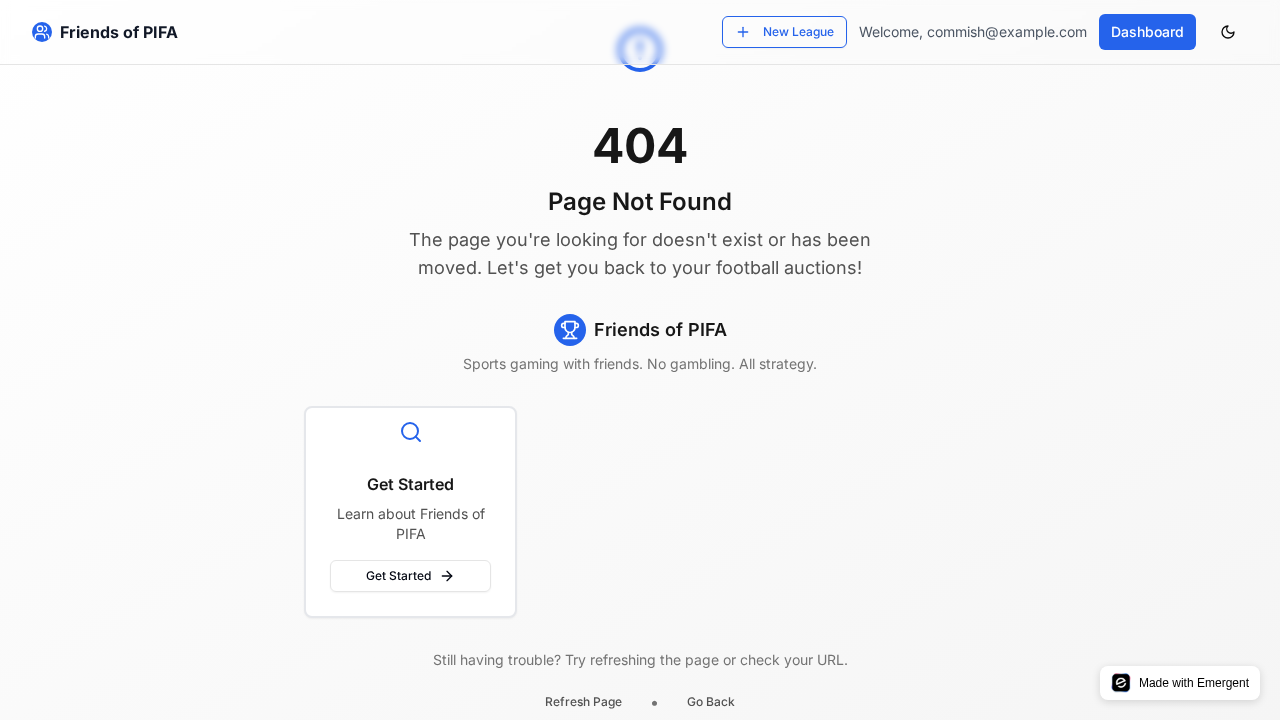 Friends of PIFA
New League
Welcome, commish@example.com
Dashboard
404
Page Not Found
The page you're looking for doesn't exist or has been
moved. Let's get you back to your football auctions!
Friends of PIFA
Sports gaming with friends. No gambling. All strategy.
Get Started
Learn about Friends of
PIFA
Get Started
Still having trouble? Try refreshing the page or check your URL.
Refresh Page
Go Back
Made with Emergent